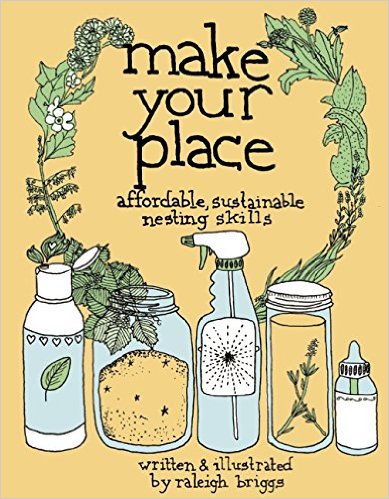 make
your
place
affordable, sustainable
nesting skills
written & illustrated
by raleigh briggs